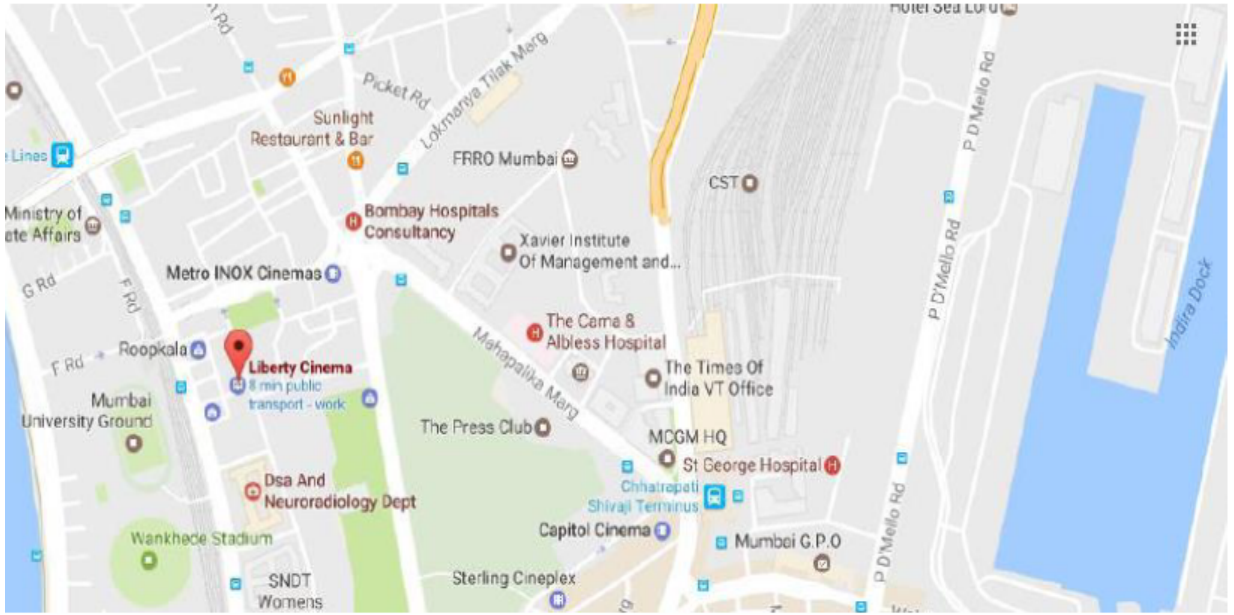 Hotel Sea Lord
n Rd
Picket Rd
Lokmanya Tilak Marg
P D'Mello Rd
Sunlight
Restaurant & Bar
e Lines
FRRO Mumbai
CST
Ministry of
ate Affairs
Bombay Hospitals
Consultancy
Xavier Institute
Of Management and...
P D'Mello Rd
Metro INOX Cinemas
G Rd
F Rd
Indira Dock
The Cama &
Albless Hospital
Roopkala
F Rd
Liberty Cinema
8 min public
transport - work
Mahapalika Marg
The Times Of
India VT Office
Mumbai
University Ground
The Press Club
MCGM HQ
St George Hospital
Dsa And
Neuroradiology Dept
Chhatrapati
Shivaji Terminus
P D'Mello Rd
Wankhede Stadium
Capitol Cinema
Mumbai G.P.O
SNDT
Womens
Sterling Cineplex